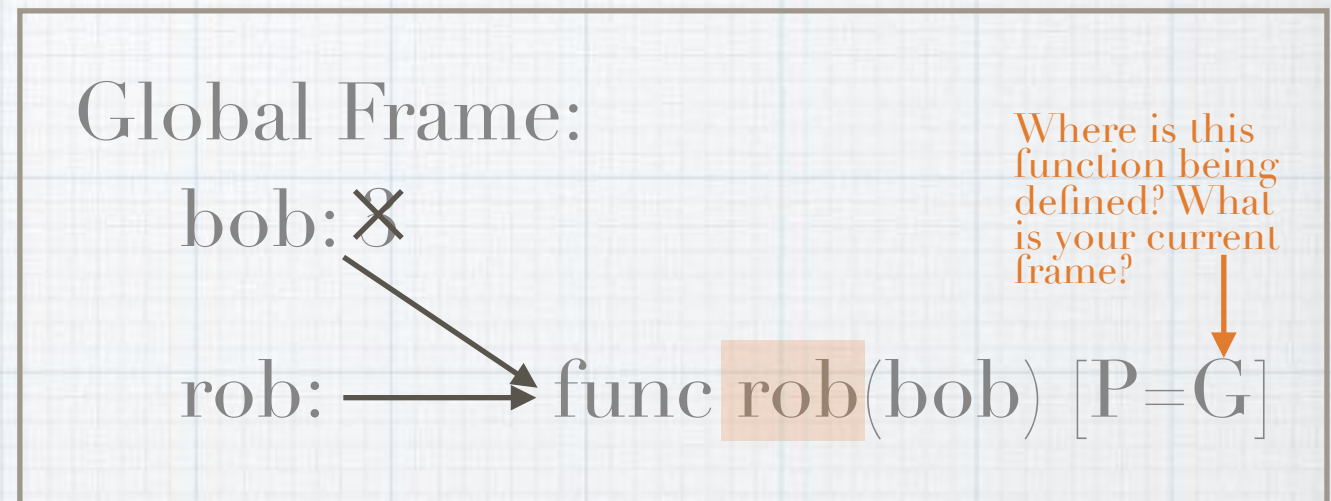 Global Frame:
Where is this
function being
defined? What
is your current
frame?
bob: 3
rob:
func rob(bob) [P=G]